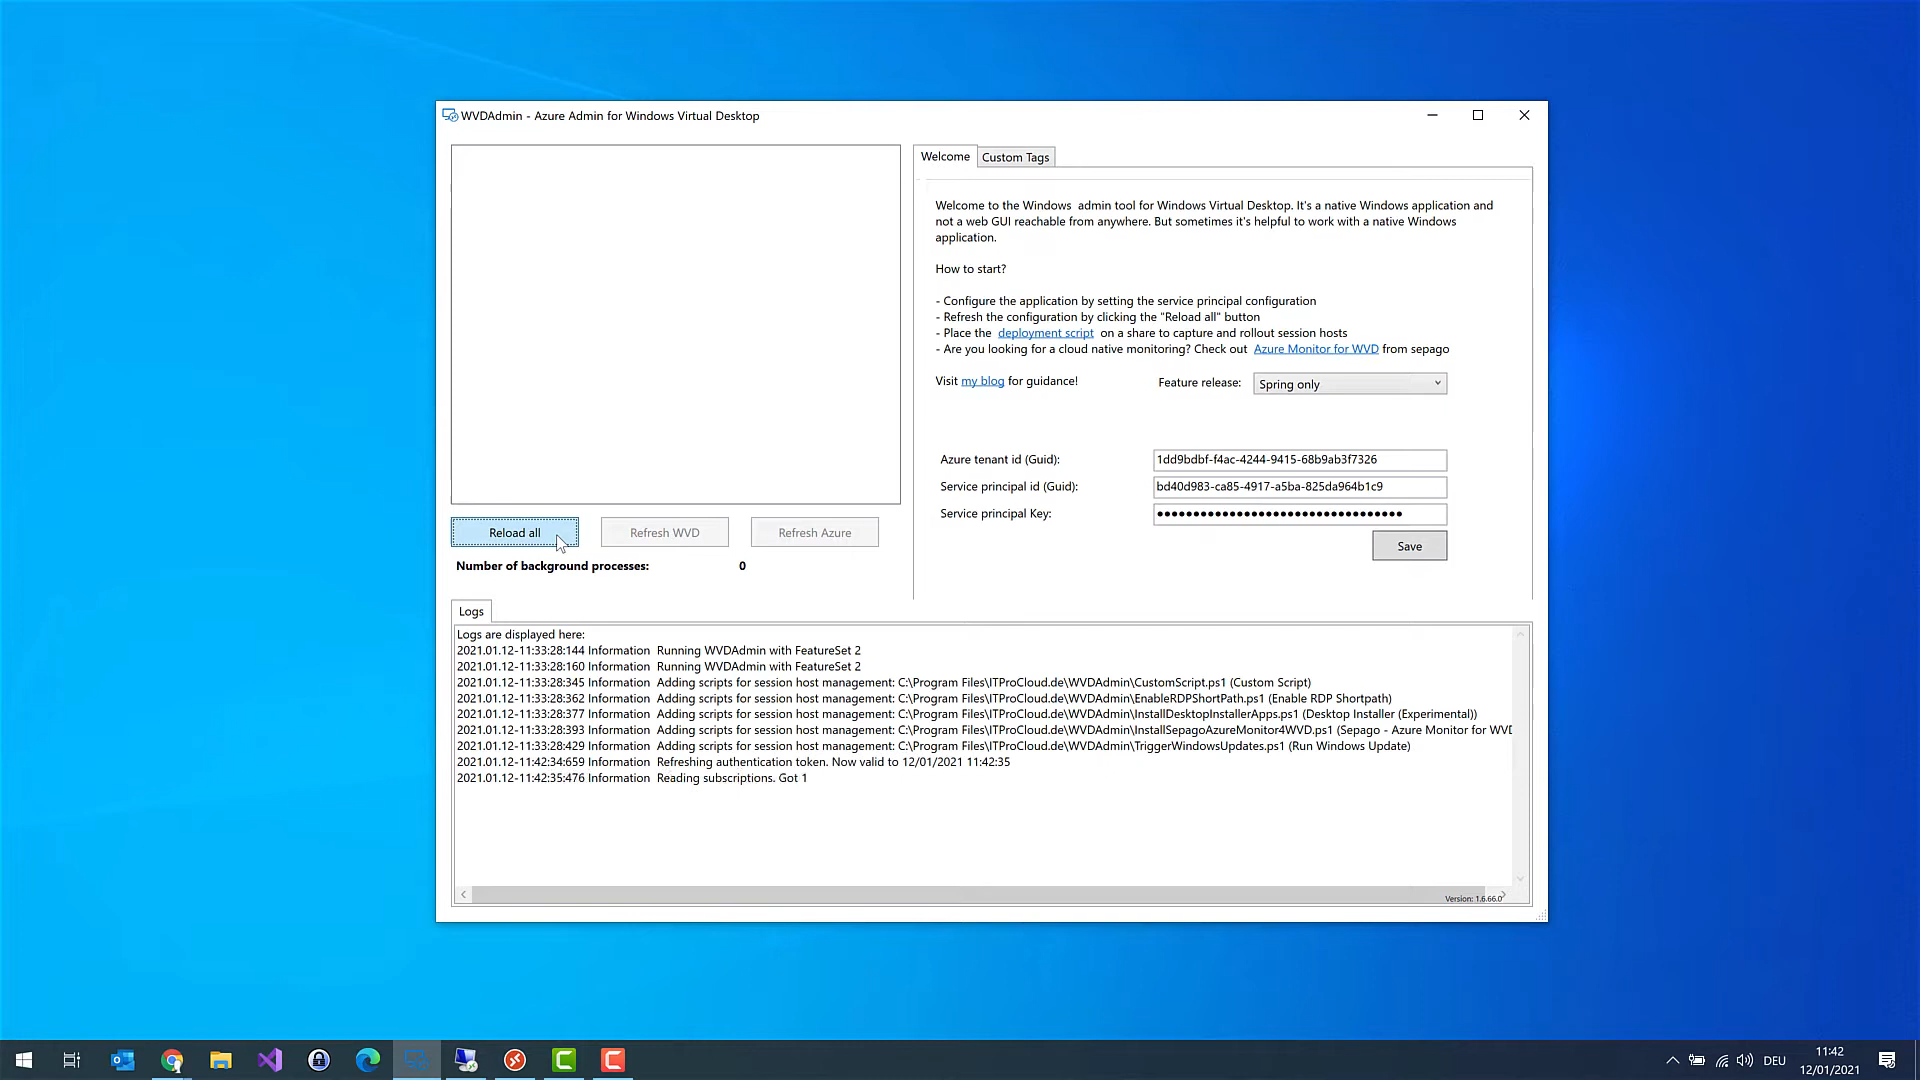 WVDAdmin - Azure Admin for Windows Virtual Desktop
Welcome
Custom Tags
Welcome to the Windows  admin tool for Windows Virtual Desktop. It's a native Windows application and
not a web GUI reachable from anywhere. But sometimes it's helpful to work with a native Windows
application.
How to start?
- Configure the application by setting the service principal configuration
- Refresh the configuration by clicking the "Reload all" button
- Place the deployment script on a share to capture and rollout session hosts
- Are you looking for a cloud native monitoring? Check out Azure Monitor for WVD from sepago
Visit my blog for guidance!
Feature release:
Spring only
Azure tenant id (Guid):
1dd9bdbf-f4ac-4244-9415-68b9ab3f7326
Service principal id (Guid):
bd40d983-ca85-4917-a5ba-825da964b1c9
Service principal Key:
••••••••••••••••••••••••••••••••••
Save
Reload all
Refresh WVD
Refresh Azure
Number of background processes:
0
Logs
Logs are displayed here:
2021.01.12-11:33:28:144 Information  Running WVDAdmin with FeatureSet 2
2021.01.12-11:33:28:160 Information  Running WVDAdmin with FeatureSet 2
2021.01.12-11:33:28:345 Information  Adding scripts for session host management: C:\Program Files\ITProCloud.de\WVDAdmin\CustomScript.ps1 (Custom Script)
2021.01.12-11:33:28:362 Information  Adding scripts for session host management: C:\Program Files\ITProCloud.de\WVDAdmin\EnableRDPShortPath.ps1 (Enable RDP Shortpath)
2021.01.12-11:33:28:377 Information  Adding scripts for session host management: C:\Program Files\ITProCloud.de\WVDAdmin\InstallDesktopInstallerApps.ps1 (Desktop Installer (Experimental))
2021.01.12-11:33:28:393 Information  Adding scripts for session host management: C:\Program Files\ITProCloud.de\WVDAdmin\InstallSepagoAzureMonitor4WVD.ps1 (Sepago - Azure Monitor for WVD
2021.01.12-11:33:28:429 Information  Adding scripts for session host management: C:\Program Files\ITProCloud.de\WVDAdmin\TriggerWindowsUpdates.ps1 (Run Windows Update)
2021.01.12-11:42:34:659 Information  Refreshing authentication token. Now valid to 12/01/2021 11:42:35
2021.01.12-11:42:35:476 Information  Reading subscriptions. Got 1
Version: 1.6.66.0
DEU
11:42
12/01/2021